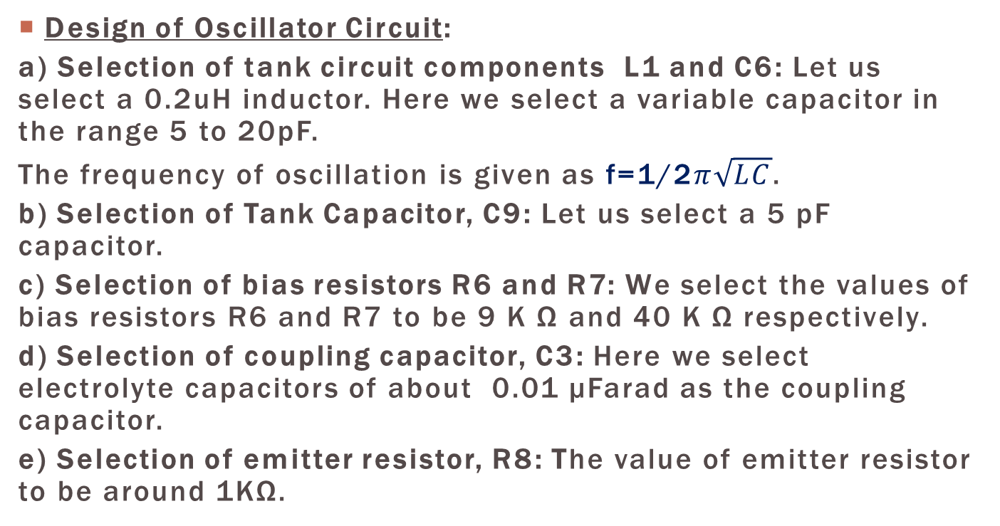 ▪ Design of Oscillator Circuit:
a) Selection of tank circuit components  L1 and C6: Let us
select a 0.2uH inductor. Here we select a variable capacitor in
the range 5 to 20pF.
The frequency of oscillation is given as f=1/2π√LC.
b) Selection of Tank Capacitor, C9: Let us select a 5 pF
capacitor.
c) Selection of bias resistors R6 and R7: We select the values of
bias resistors R6 and R7 to be 9 K Ω and 40 K Ω respectively.
d) Selection of coupling capacitor, C3: Here we select
electrolyte capacitors of about  0.01 μFarad as the coupling
capacitor.
e) Selection of emitter resistor, R8: The value of emitter resistor
to be around 1KΩ.